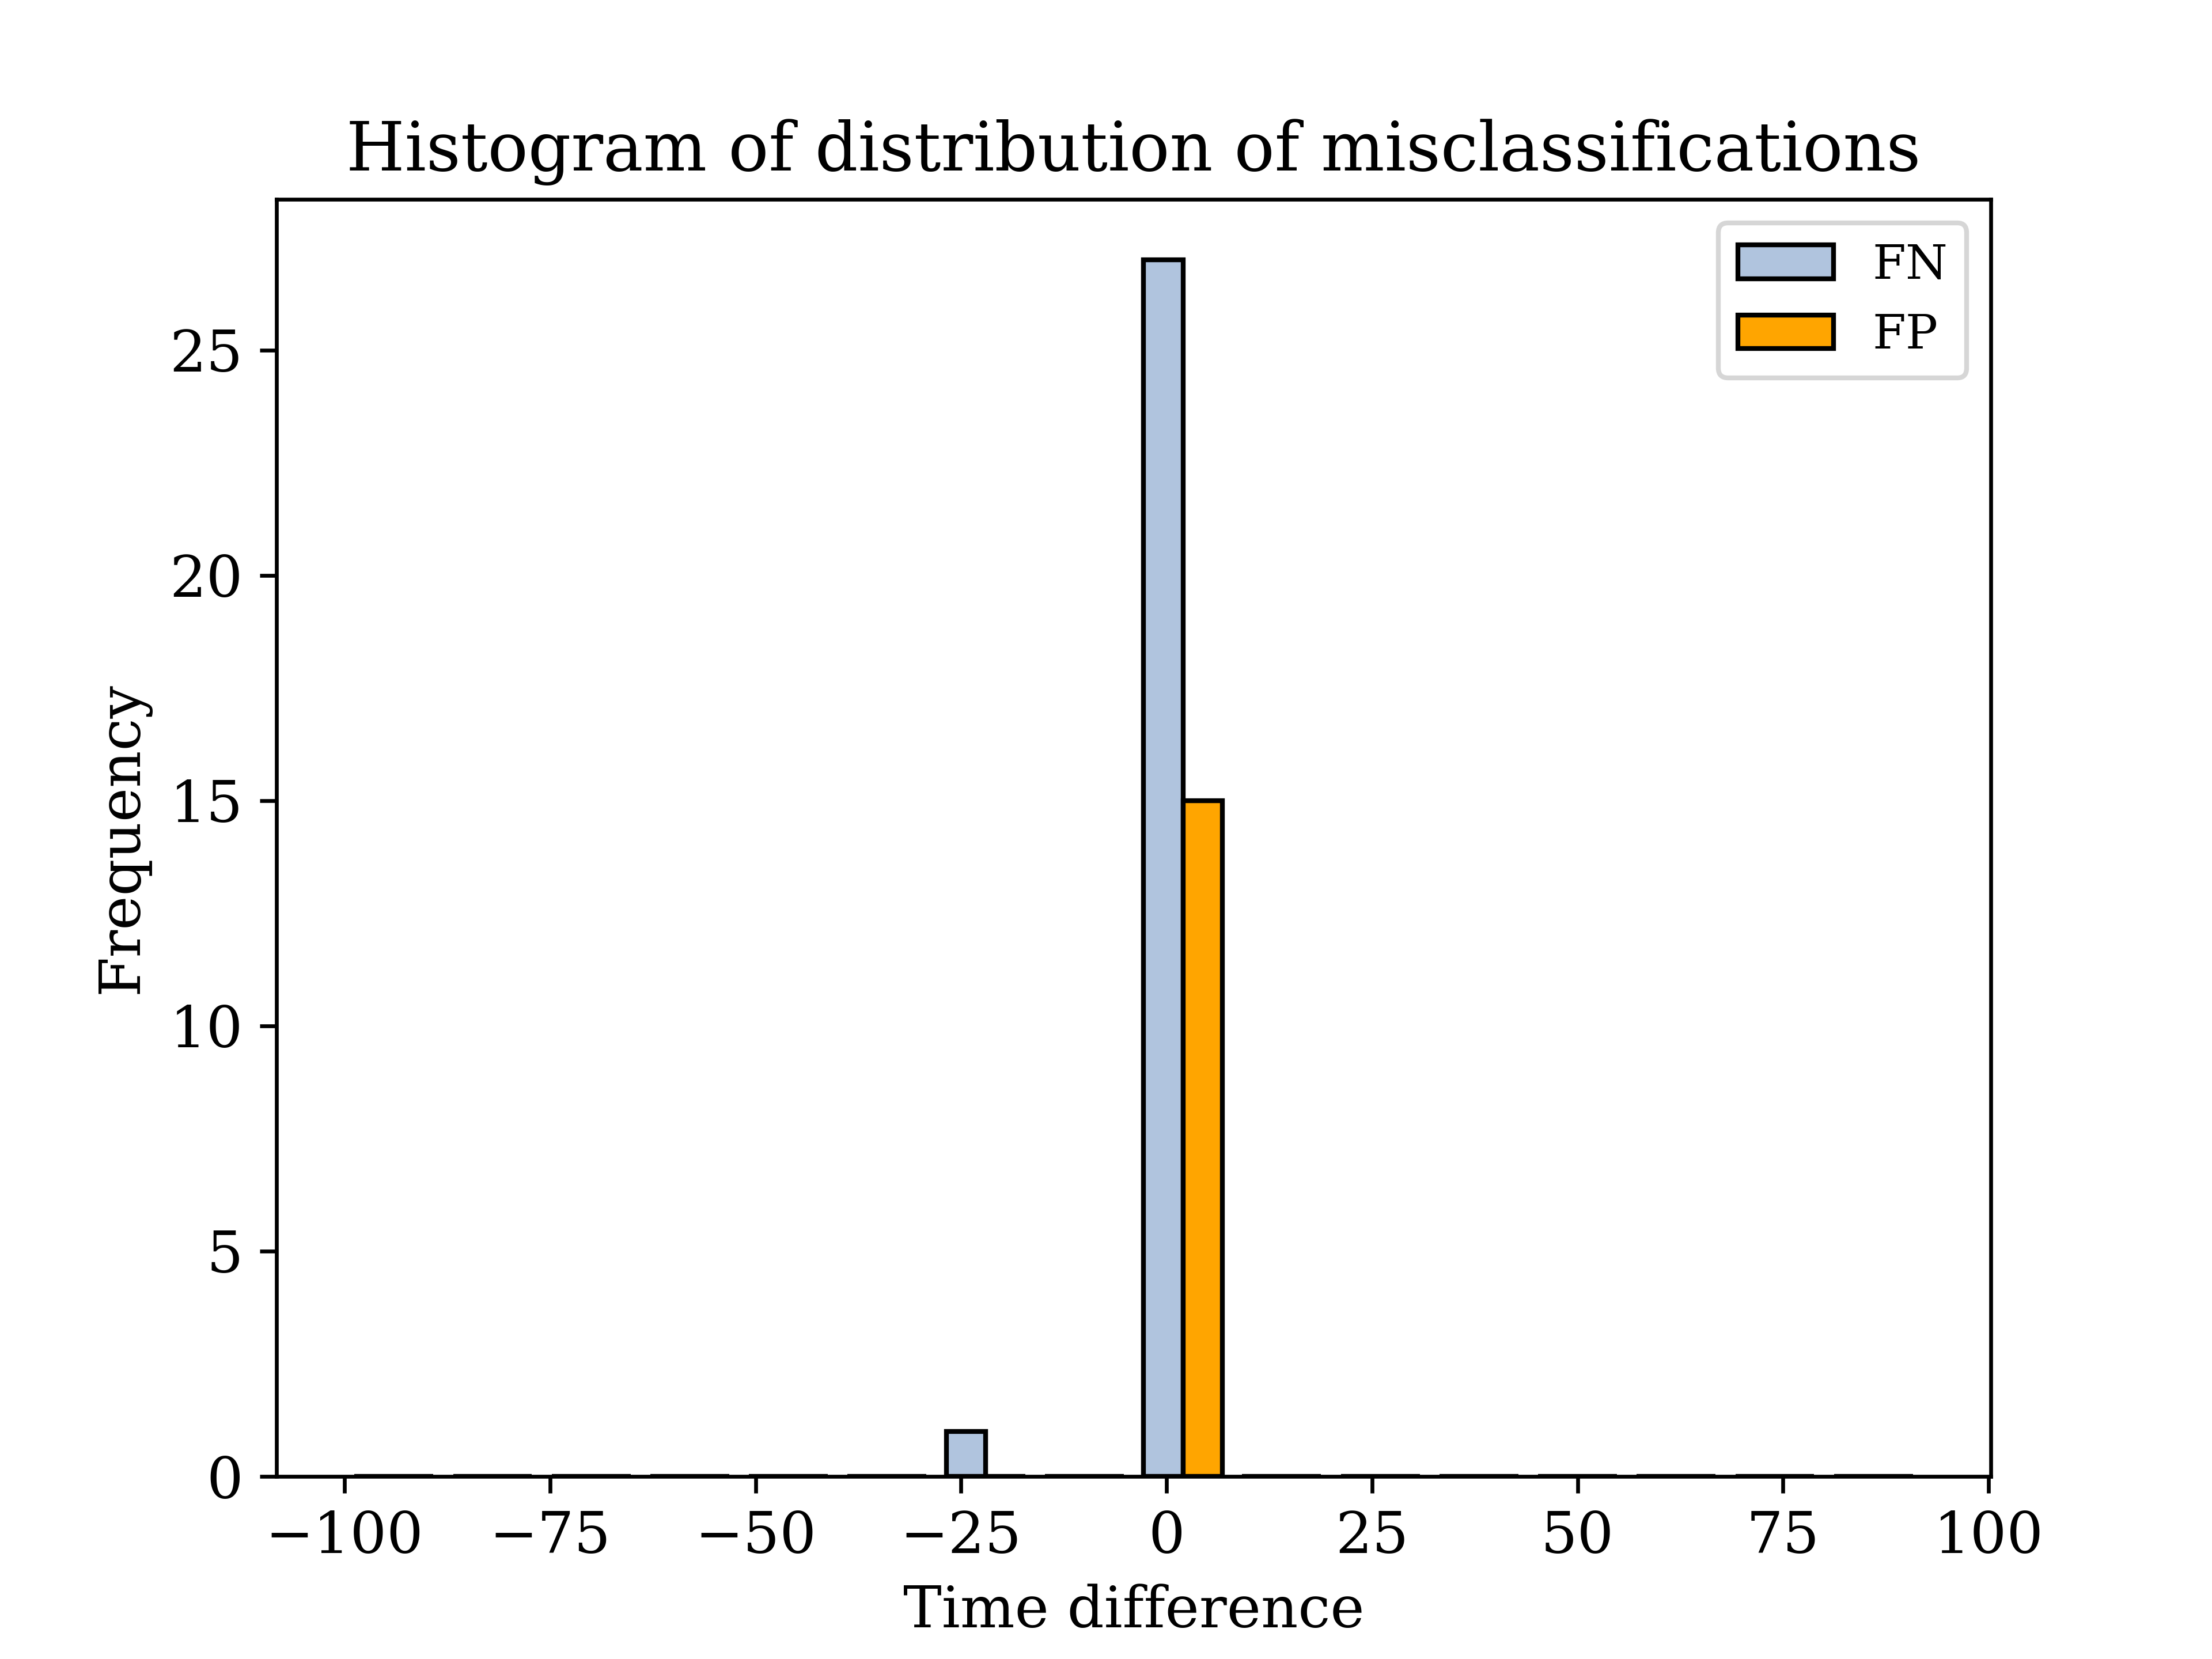 Histogram of distribution of misclassifications
FN
FP
25
20
15
10
5
0
Frequency
−100 −75 −50 −25 0 25 50 75 100
Time difference